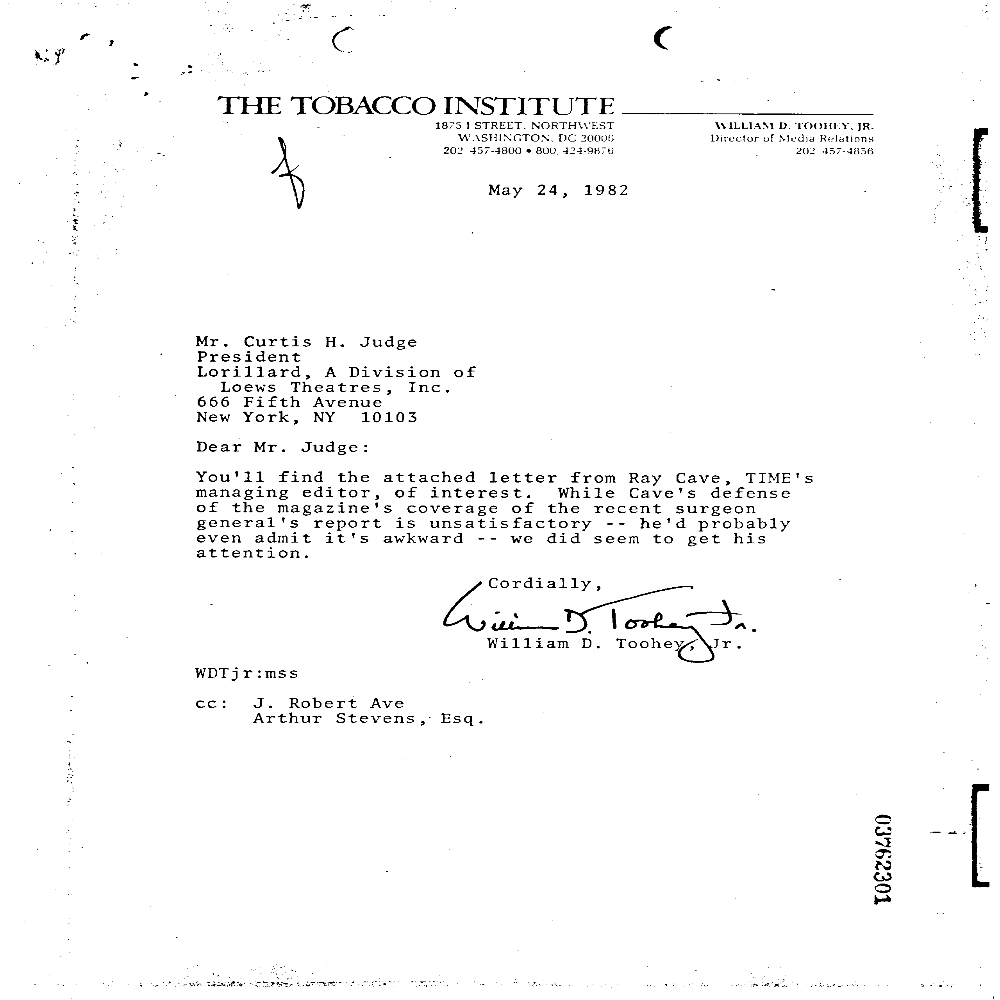 THE TOBACCO INSTITUTE
1875 I STREET, NORTHWEST
WASHINGTON, DC 20006
202 457-4800 • 800 424-9876
WILLIAM D. TOOHEY, JR.
Director of Media Relations
202 457-4856
May 24, 1982
Mr. Curtis H. Judge
President
Lorillard, A Division of
Loews Theatres, Inc.
666 Fifth Avenue
New York, NY 10103
Dear Mr. Judge:
You'll find the attached letter from Ray Cave, TIME's
managing editor, of interest. While Cave's defense
of the magazine's coverage of the recent surgeon
general's report is unsatisfactory -- he'd probably
even admit it's awkward -- we did seem to get his
attention.
Cordially,
William D. Toohey, Jr.
William D. Toohey, Jr.
WDTjr:mss
cc: J. Robert Ave
Arthur Stevens, Esq.
03762301